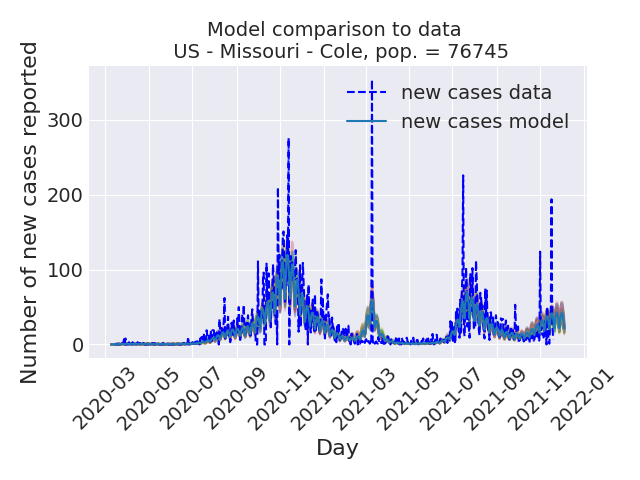 Model comparison to data
US - Missouri - Cole, pop. = 76745
new cases data
new cases model
Number of new cases reported
300
200
100
0
2020-03
2020-05
2020-07
2020-09
2020-11
2021-01
2021-03
2021-05
2021-07
2021-09
2021-11
2022-01
Day